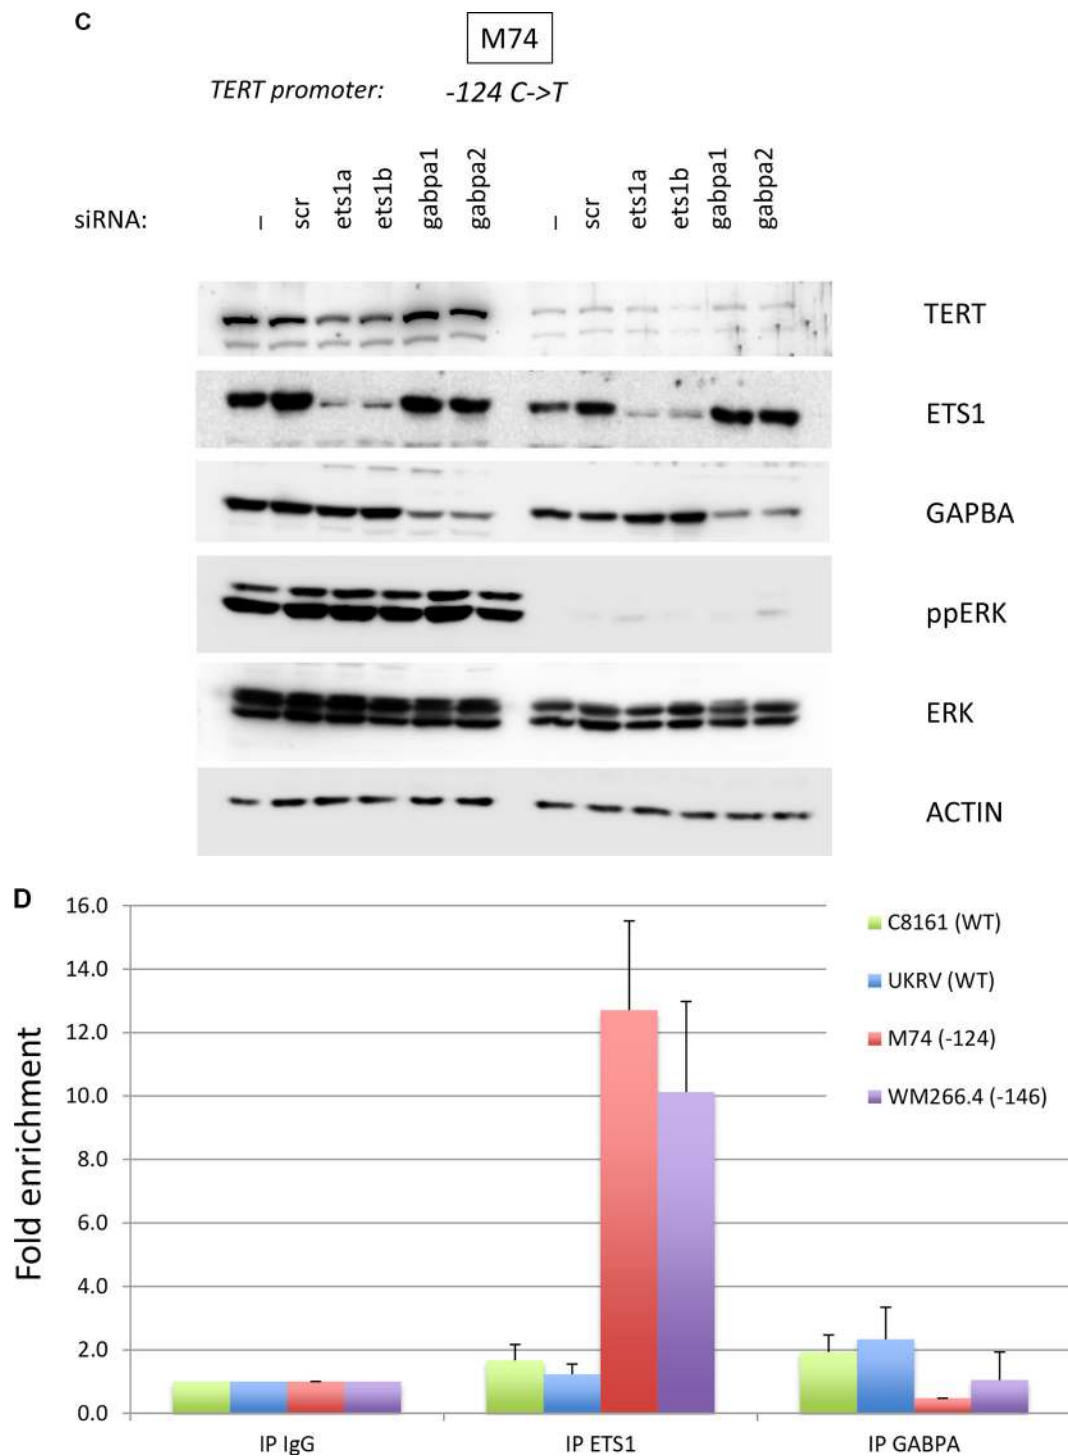 C
M74
TERT promoter: -124 C->T
siRNA: – scr ets1a ets1b gabpa1 gabpa2 – scr ets1a ets1b gabpa1 gabpa2
TERT
ETS1
GAPBA
ppERK
ERK
ACTIN
D
16.0
14.0
12.0
10.0
8.0
6.0
4.0
2.0
0.0
Fold enrichment
C8161 (WT)
UKRV (WT)
M74 (-124)
WM266.4 (-146)
IP IgG IP ETS1 IP GABPA